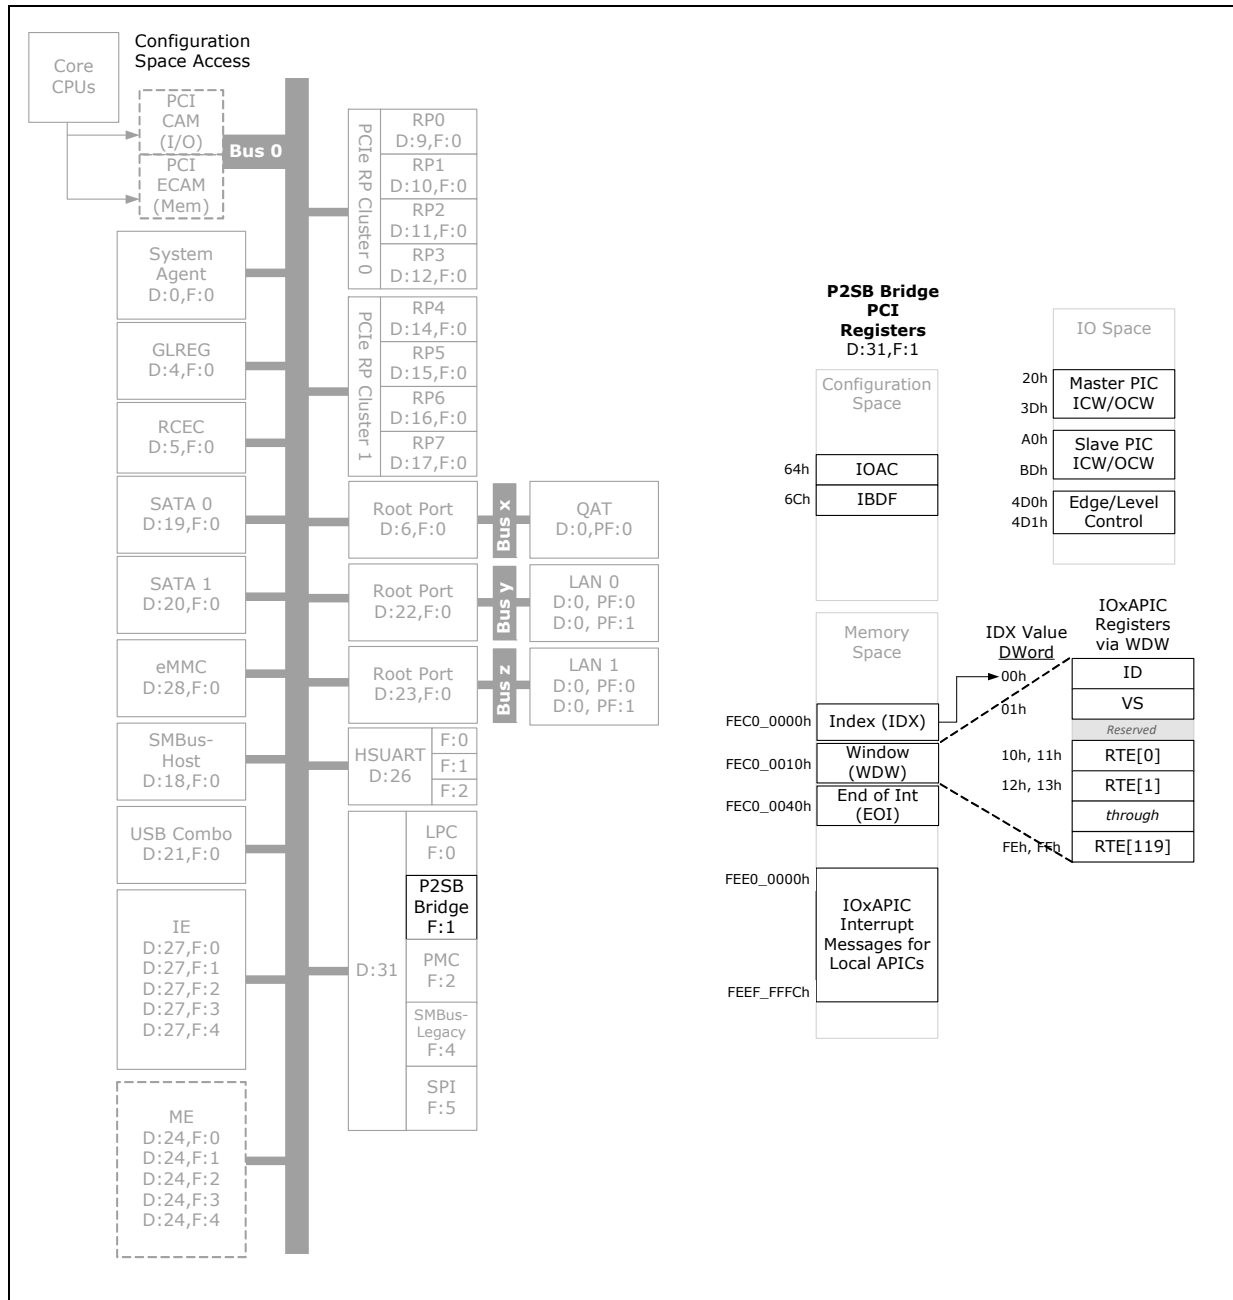 Configuration
Space Access
Core
CPUs
PCI
CAM
(I/O)
PCI
ECAM
(Mem)
Bus 0
System
Agent
D:0,F:0
GLREG
D:4,F:0
RCEC
D:5,F:0
SATA 0
D:19,F:0
SATA 1
D:20,F:0
eMMC
D:28,F:0
SMBus-
Host
D:18,F:0
USB Combo
D:21,F:0
IE
D:27,F:0
D:27,F:1
D:27,F:2
D:27,F:3
D:27,F:4
ME
D:24,F:0
D:24,F:1
D:24,F:2
D:24,F:3
D:24,F:4
PCIe RP Cluster 0
RP0
D:9,F:0
RP1
D:10,F:0
RP2
D:11,F:0
RP3
D:12,F:0
PCIe RP Cluster 1
RP4
D:14,F:0
RP5
D:15,F:0
RP6
D:16,F:0
RP7
D:17,F:0
Root Port
D:6,F:0
Bus x
QAT
D:0,PF:0
Root Port
D:22,F:0
Bus y
LAN 0
D:0, PF:0
D:0, PF:1
Root Port
D:23,F:0
Bus z
LAN 1
D:0, PF:0
D:0, PF:1
HSUART
D:26
F:0
F:1
F:2
D:31
LPC
F:0
P2SB
Bridge
F:1
PMC
F:2
SMBus-
Legacy
F:4
SPI
F:5
P2SB Bridge
PCI
Registers
D:31,F:1
Configuration
Space
64h
IOAC
6Ch
IBDF
Memory
Space
FEC0_0000h
Index (IDX)
FEC0_0010h
Window
(WDW)
FEC0_0040h
End of Int
(EOI)
FEE0_0000h
IOxAPIC
Interrupt
Messages for
Local APICs
FEEF_FFFCh
IO Space
20h
Master PIC
ICW/OCW
3Dh
A0h
Slave PIC
ICW/OCW
BDh
4D0h
Edge/Level
Control
4D1h
IDX Value
DWord
IOxAPIC
Registers
via WDW
00h
ID
01h
VS
Reserved
10h, 11h
RTE[0]
12h, 13h
RTE[1]
through
FEh, FFh
RTE[119]